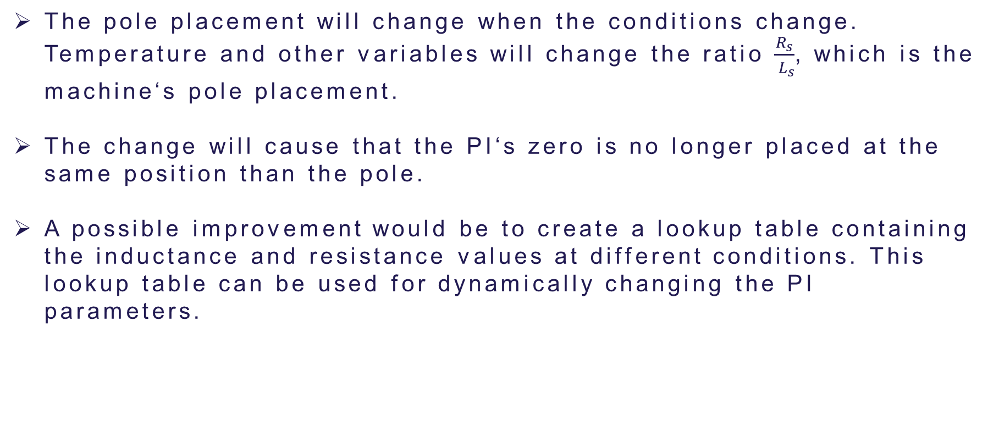 ➢ The pole placement will change when the conditions change.
Temperature and other variables will change the ratio \frac{R_s}{L_s}, which is the
machine‘s pole placement.
➢ The change will cause that the PI‘s zero is no longer placed at the
same position than the pole.
➢ A possible improvement would be to create a lookup table containing
the inductance and resistance values at different conditions. This
lookup table can be used for dynamically changing the PI
parameters.